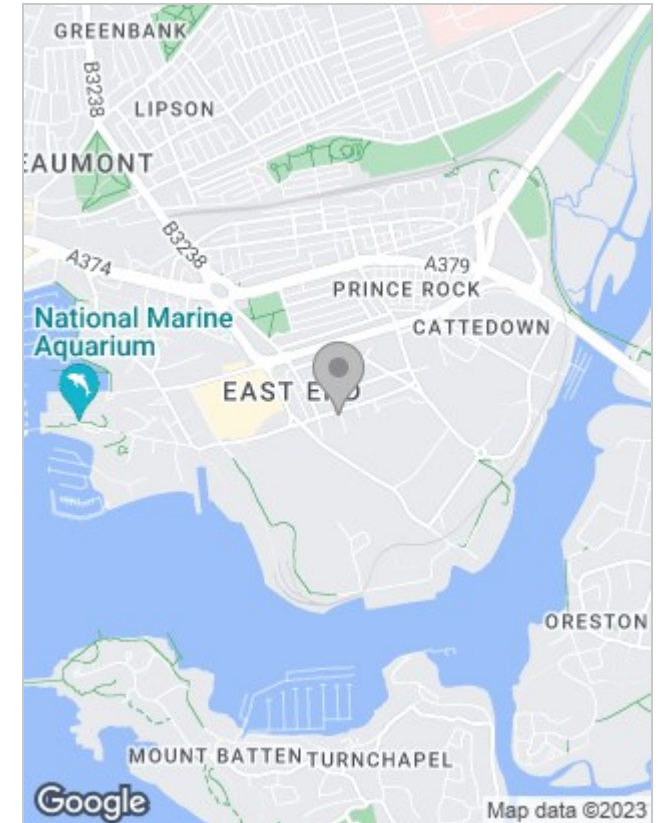 GREENBANK
B3238
LIPSON
EAUMONT
B3238
A374
A379
PRINCE ROCK
National Marine
Aquarium
CATTEDOWN
EAST END
ORESTON
MOUNT BATTEN
TURNCHAPEL
Google
Map data ©2023